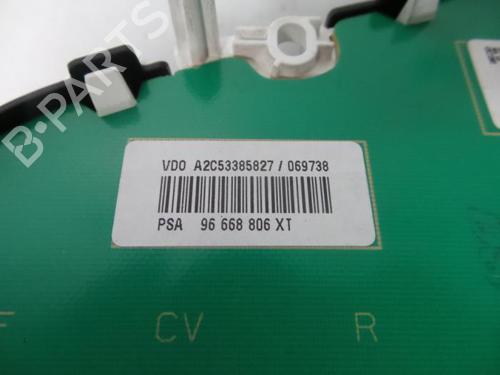 B-PARTS
VDO A2C53385827 / 069738
PSA 96 668 806 XT
F CV R